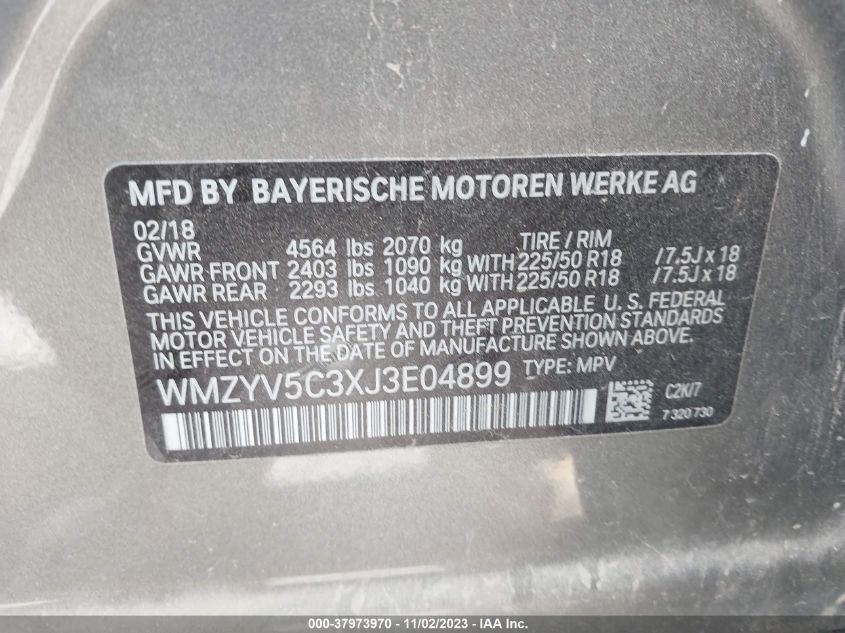 MFD BY BAYERISCHE MOTOREN WERKE AG
02/18
GVWR 4564 lbs 2070 kg TIRE / RIM
GAWR FRONT 2403 lbs 1090 kg WITH 225/50 R18 /7.5J x 18
GAWR REAR 2293 lbs 1040 kg WITH 225/50 R18 /7.5J x 18
THIS VEHICLE CONFORMS TO ALL APPLICABLE U. S. FEDERAL
MOTOR VEHICLE SAFETY AND THEFT PREVENTION STANDARDS
IN EFFECT ON THE DATE OF MANUFACTURE SHOWN ABOVE.
WMZYV5C3XJ3E04899 TYPE: MPV
C2K/7
7 320 730
000-37973970 - 11/02/2023 - IAA Inc.